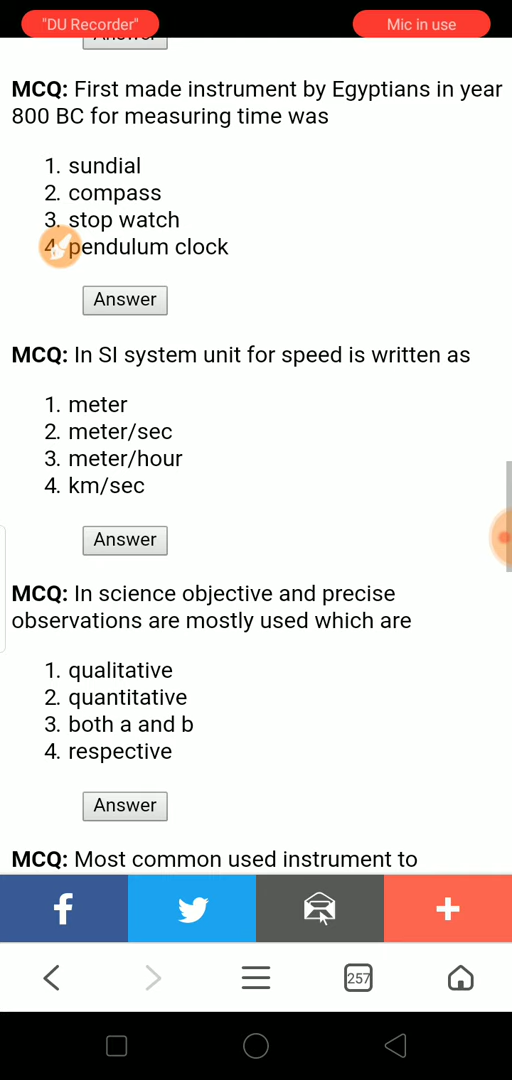 "DU Recorder" Mic in use
Answer
MCQ: First made instrument by Egyptians in year
800 BC for measuring time was
1. sundial
2. compass
3. stop watch
4. pendulum clock
Answer
MCQ: In SI system unit for speed is written as
1. meter
2. meter/sec
3. meter/hour
4. km/sec
Answer
MCQ: In science objective and precise
observations are mostly used which are
1. qualitative
2. quantitative
3. both a and b
4. respective
Answer
MCQ: Most common used instrument to
257